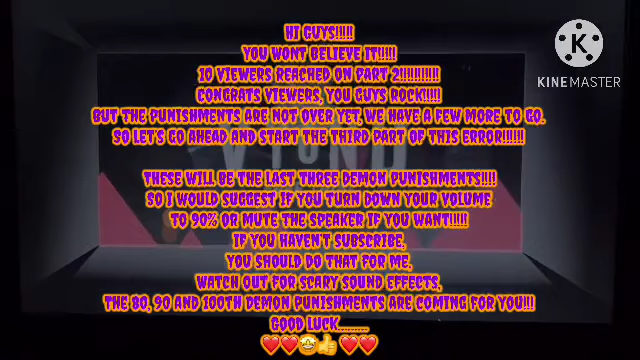 HI GUYS!!!!!
YOU WONT BELIEVE IT!!!!!
10 VIEWERS REACHED ON PART 2!!!!!!!!!!!
CONGRATS VIEWERS, YOU GUYS ROCK!!!!!
BUT THE PUNISHMENTS ARE NOT OVER YET, WE HAVE A FEW MORE TO GO.
SO LET'S GO AHEAD AND START THE THIRD PART OF THIS ERROR!!!!!!
THESE WILL BE THE LAST THREE DEMON PUNISHMENTS!!!!
SO I WOULD SUGGEST IF YOU TURN DOWN YOUR VOLUME
TO 90% OR MUTE THE SPEAKER IF YOU WANT!!!!!
IF YOU HAVEN'T SUBSCRIBE,
YOU SHOULD DO THAT FOR ME,
WATCH OUT FOR SCARY SOUND EFFECTS,
THE 80, 90 AND 100TH DEMON PUNISHMENTS ARE COMING FOR YOU!!!
GOOD LUCK..........
❤️❤️🤩👍❤️❤️
K
KINEMASTER